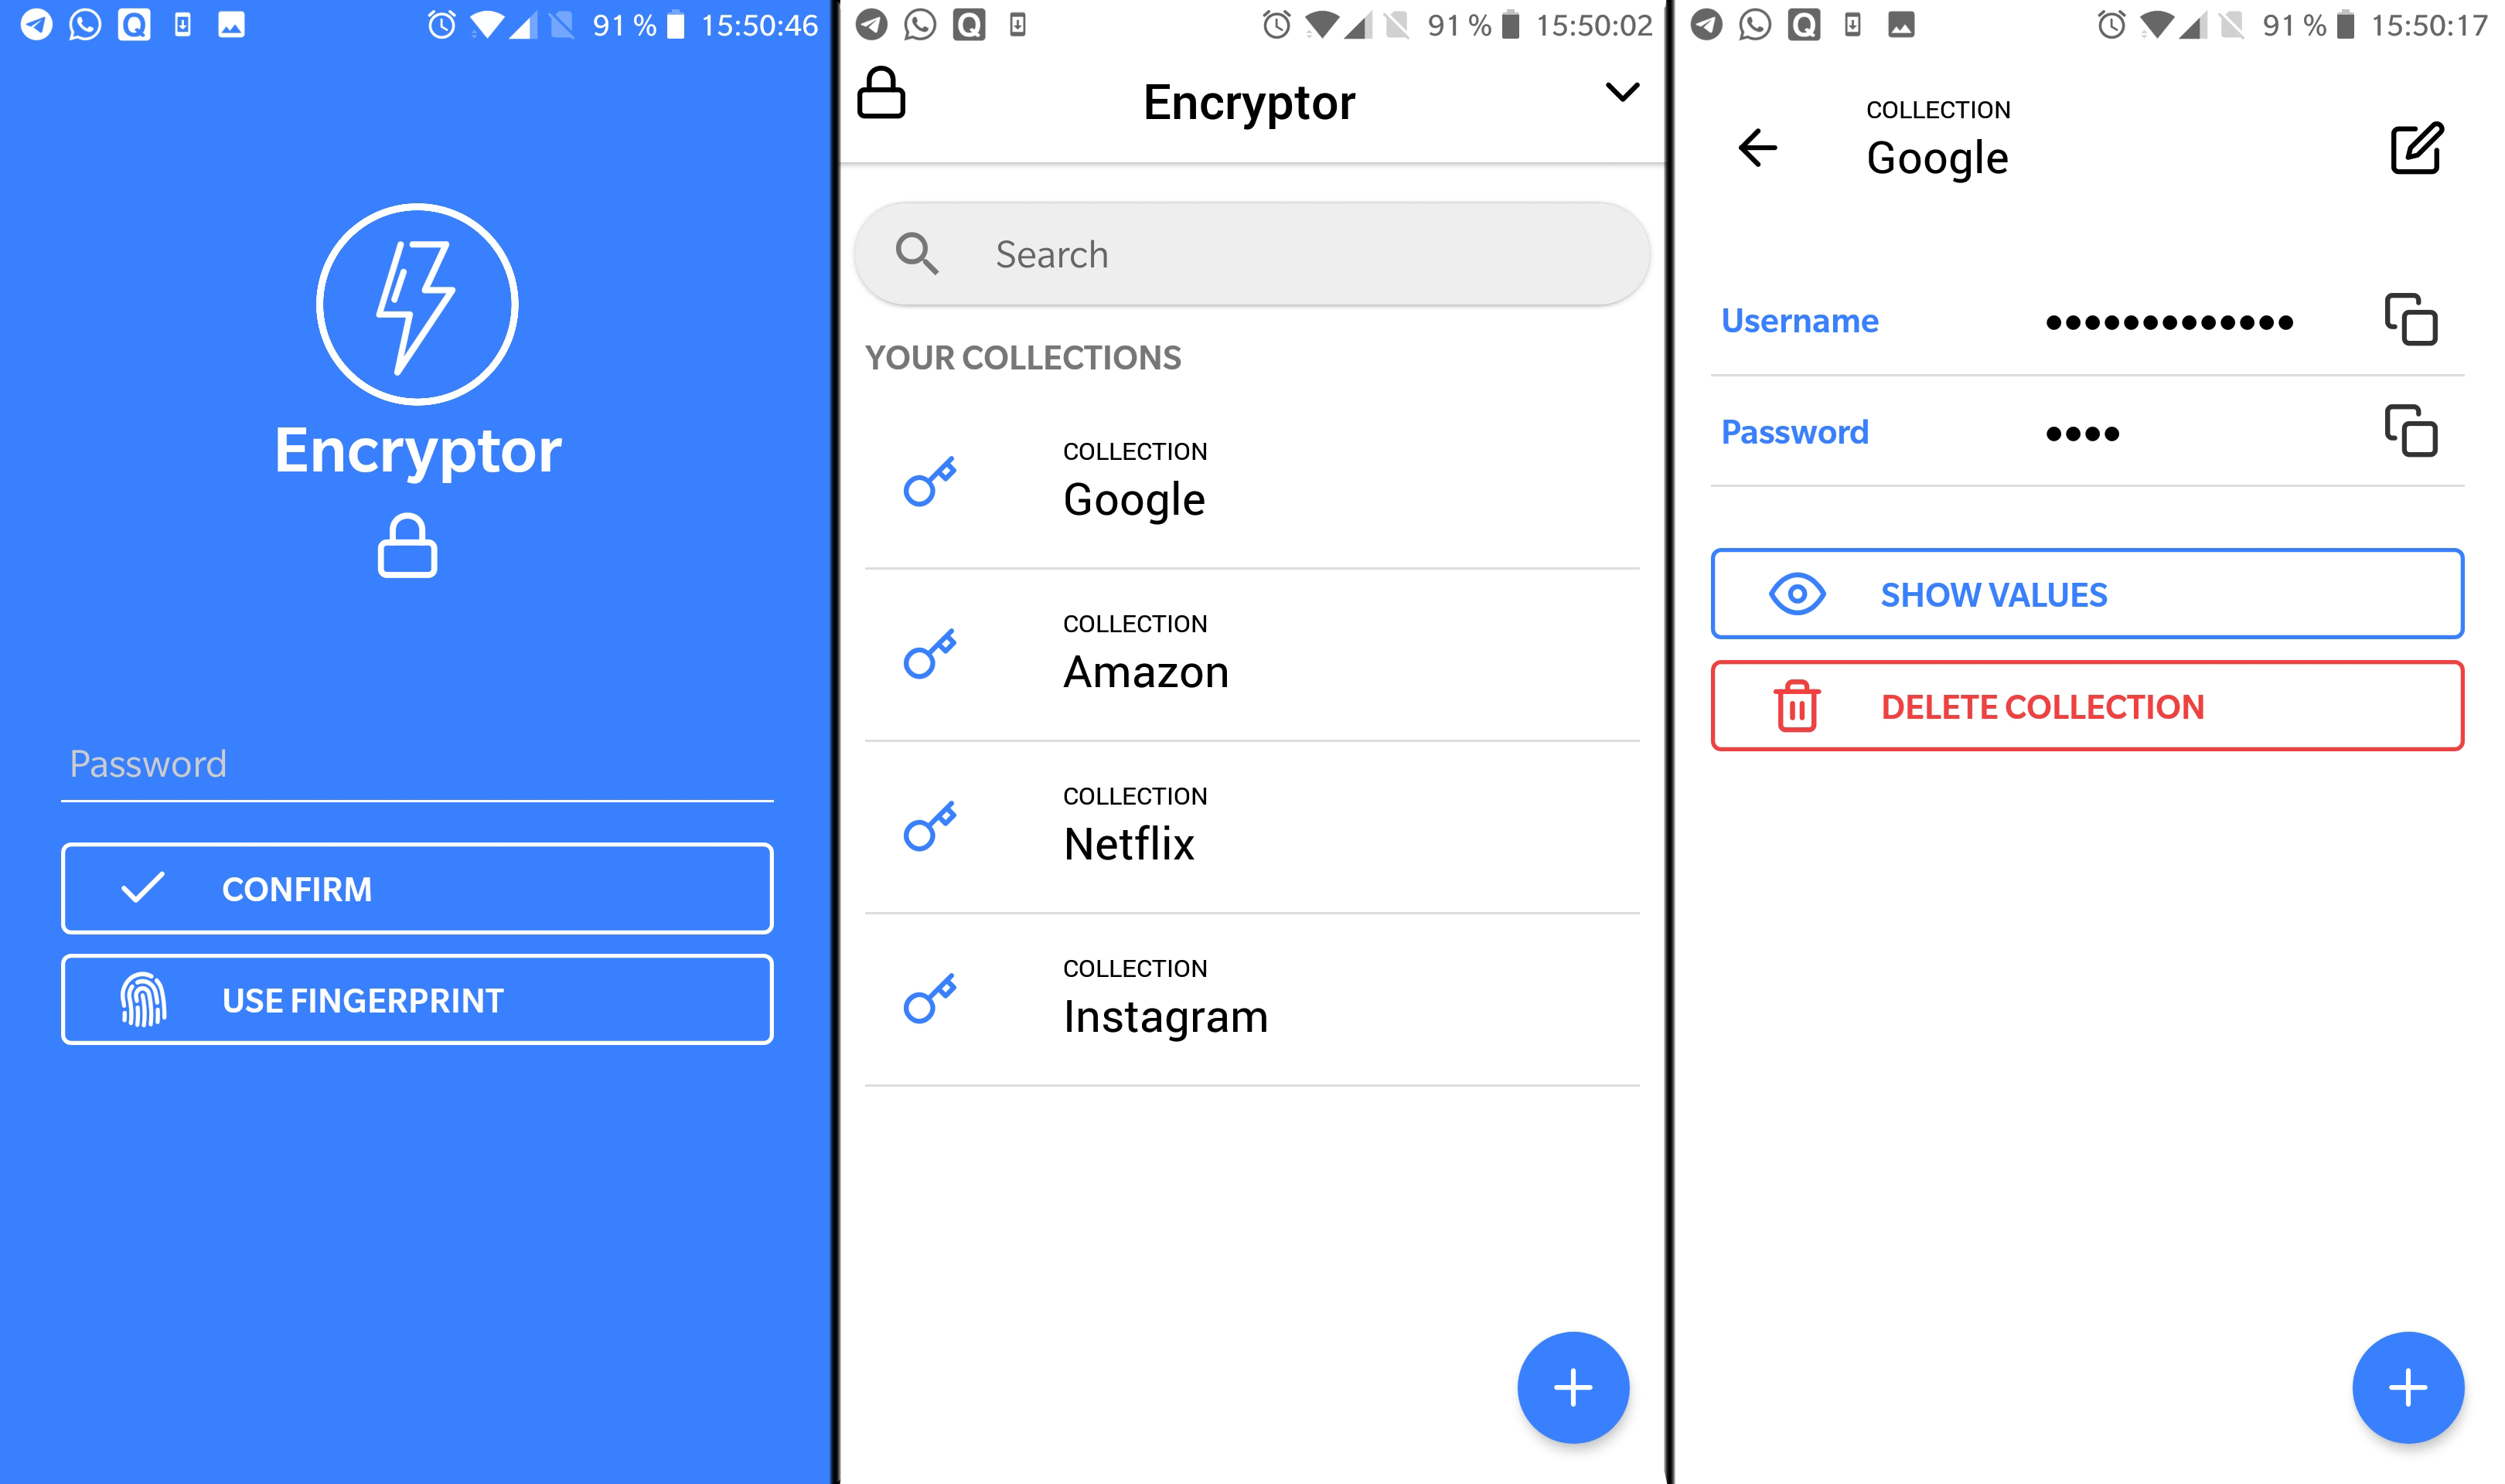 91 % 15:50:46
Encryptor
Password
CONFIRM
USE FINGERPRINT
91 % 15:50:02
Encryptor
Search
YOUR COLLECTIONS
COLLECTION
Google
COLLECTION
Amazon
COLLECTION
Netflix
COLLECTION
Instagram
91 % 15:50:17
COLLECTION
Google
Username •••••••••••••
Password ••••
SHOW VALUES
DELETE COLLECTION